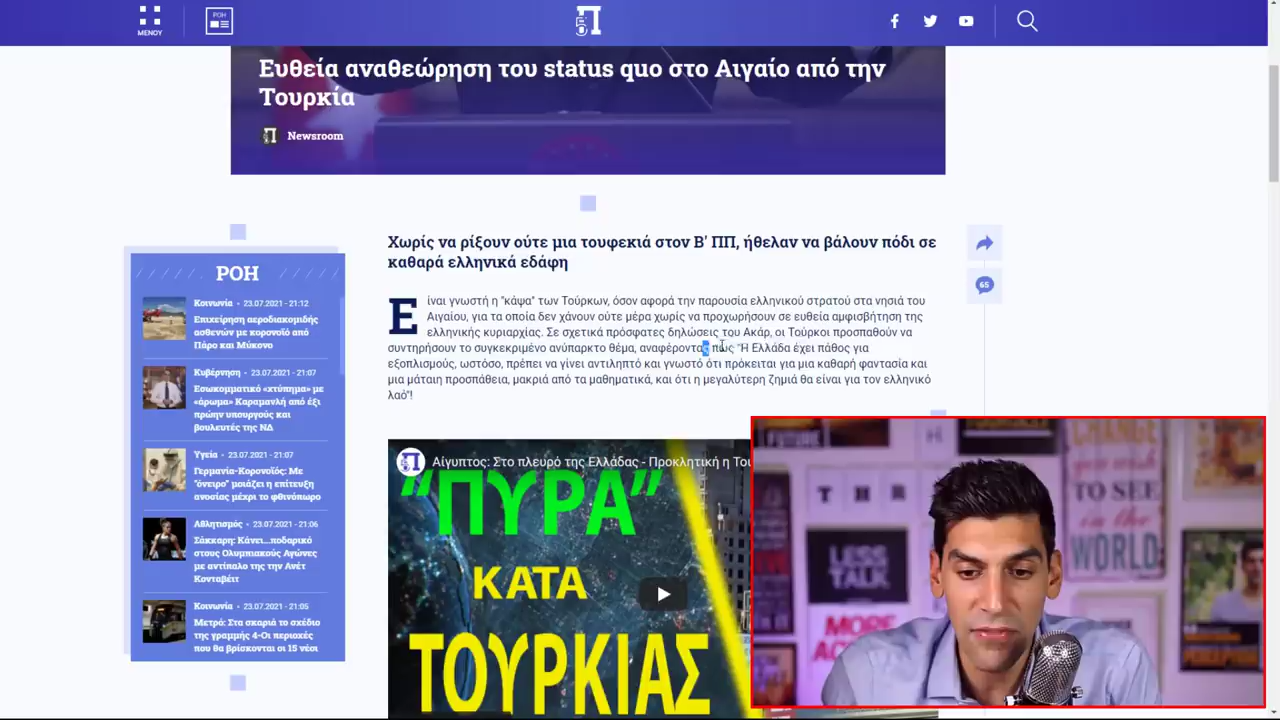 ΜΕΝΟΥ
ΡΟΗ
Ευθεία αναθεώρηση του status quo στο Αιγαίο από την
Τουρκία
Newsroom
Χωρίς να ρίξουν ούτε μια τουφεκιά στον Β' ΠΠ, ήθελαν να βάλουν πόδι σε
καθαρά ελληνικά εδάφη
65
Είναι γνωστή η "κάψα" των Τούρκων, όσον αφορά την παρουσία ελληνικού στρατού στα νησιά του
Αιγαίου, για τα οποία δεν χάνουν ούτε μέρα χωρίς να προχωρήσουν σε ευθεία αμφισβήτηση της
ελληνικής κυριαρχίας. Σε σχετικά πρόσφατες δηλώσεις του Ακάρ, οι Τούρκοι προσπαθούν να
συντηρήσουν το συγκεκριμένο ανύπαρκτο θέμα, αναφέροντας πως "Η Ελλάδα έχει πάθος για
εξοπλισμούς, ωστόσο, πρέπει να γίνει αντιληπτό και γνωστό ότι πρόκειται για μια καθαρή φαντασία και
μια μάταιη προσπάθεια, μακριά από τα μαθηματικά, και ότι η μεγαλύτερη ζημιά θα είναι για τον ελληνικό
λαό"!
ΡΟΗ
Κοινωνία • 23.07.2021 - 21:12
Επιχείρηση αεροδιακομιδής
ασθενών με κορονοϊό από
Πάρο και Μύκονο
Κυβέρνηση • 23.07.2021 - 21:07
Εσωκομματικό «χτύπημα» με
«άρωμα» Καραμανλή από έξι
πρώην υπουργούς και
βουλευτές της ΝΔ
Υγεία • 23.07.2021 - 21:07
Γερμανία-Κορονοϊός: Με
"όνειρο" μοιάζει η επίτευξη
ανοσίας μέχρι το φθινόπωρο
Αθλητισμός • 23.07.2021 - 21:06
Σάκκαρη: Κάνει...ποδαρικό
στους Ολυμπιακούς Αγώνες
με αντίπαλο της την Ανέτ
Κονταβέιτ
Κοινωνία • 23.07.2021 - 21:05
Μετρό: Στα σκαριά το σχέδιο
της γραμμής 4-Οι περιοχές
που θα βρίσκονται οι 15 νέοι
Αίγυπτος: Στο πλευρό της Ελλάδας - Προκλητική η Του
"ΠΥΡΑ"
ΚΑΤΑ
ΤΟΥΡΚΙΑΣ
FUTURE
CHANGE
TO SEE
in the
WORLD
LESS
TALK
MORE